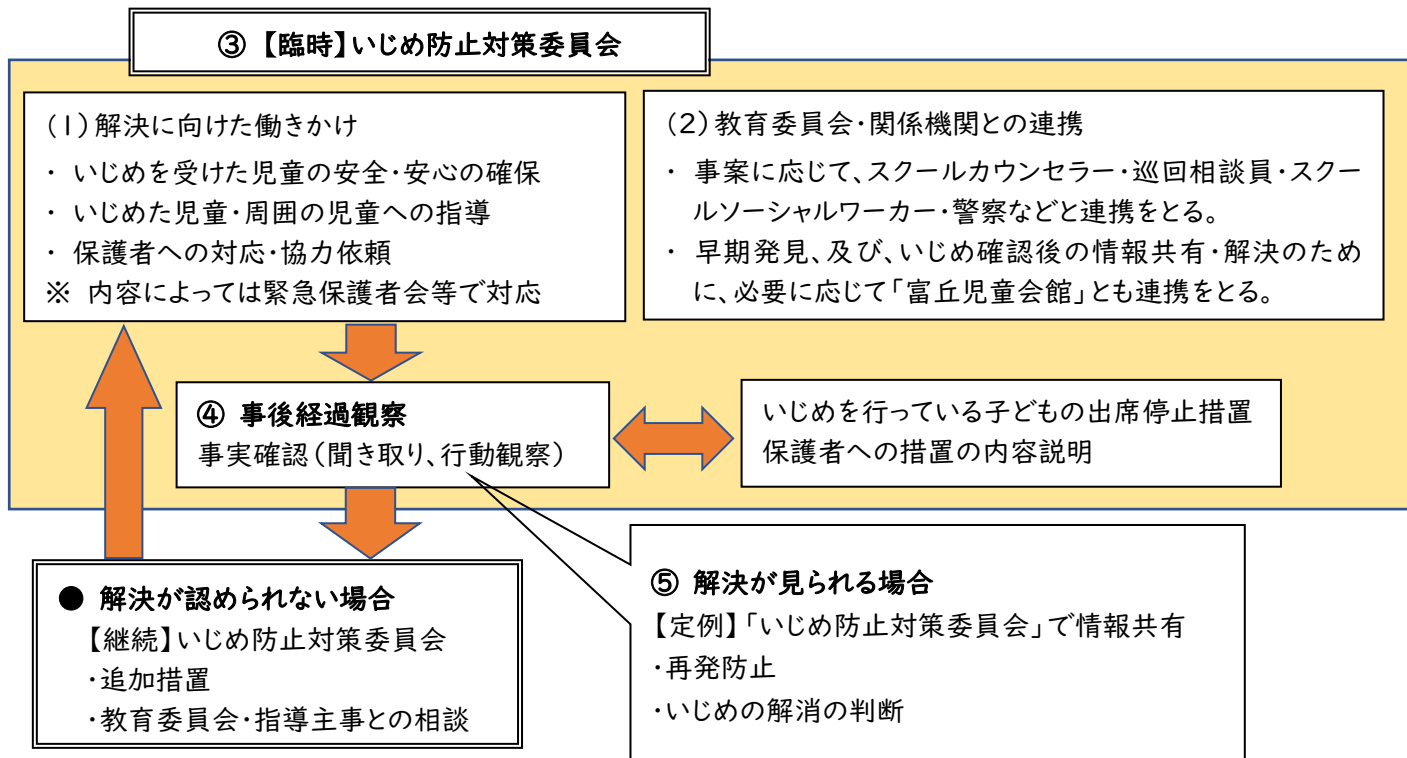 ③【臨時】いじめ防止対策委員会
(1)解決に向けた働きかけ
・ いじめを受けた児童の安全・安心の確保
・ いじめた児童・周囲の児童への指導
・ 保護者への対応・協力依頼
※ 内容によっては緊急保護者会等で対応
(2)教育委員会・関係機関との連携
・ 事案に応じて、スクールカウンセラー・巡回相談員・スクー
ルソーシャルワーカー・警察などと連携をとる。
・ 早期発見、及び、いじめ確認後の情報共有・解決のため
に、必要に応じて「富丘児童会館」とも連携をとる。
④ 事後経過観察
事実確認(聞き取り、行動観察)
いじめを行っている子どもの出席停止措置
保護者への措置の内容説明
● 解決が認められない場合
【継続】いじめ防止対策委員会
・追加措置
・教育委員会・指導主事との相談
⑤ 解決が見られる場合
【定例】「いじめ防止対策委員会」で情報共有
・再発防止
・いじめの解消の判断